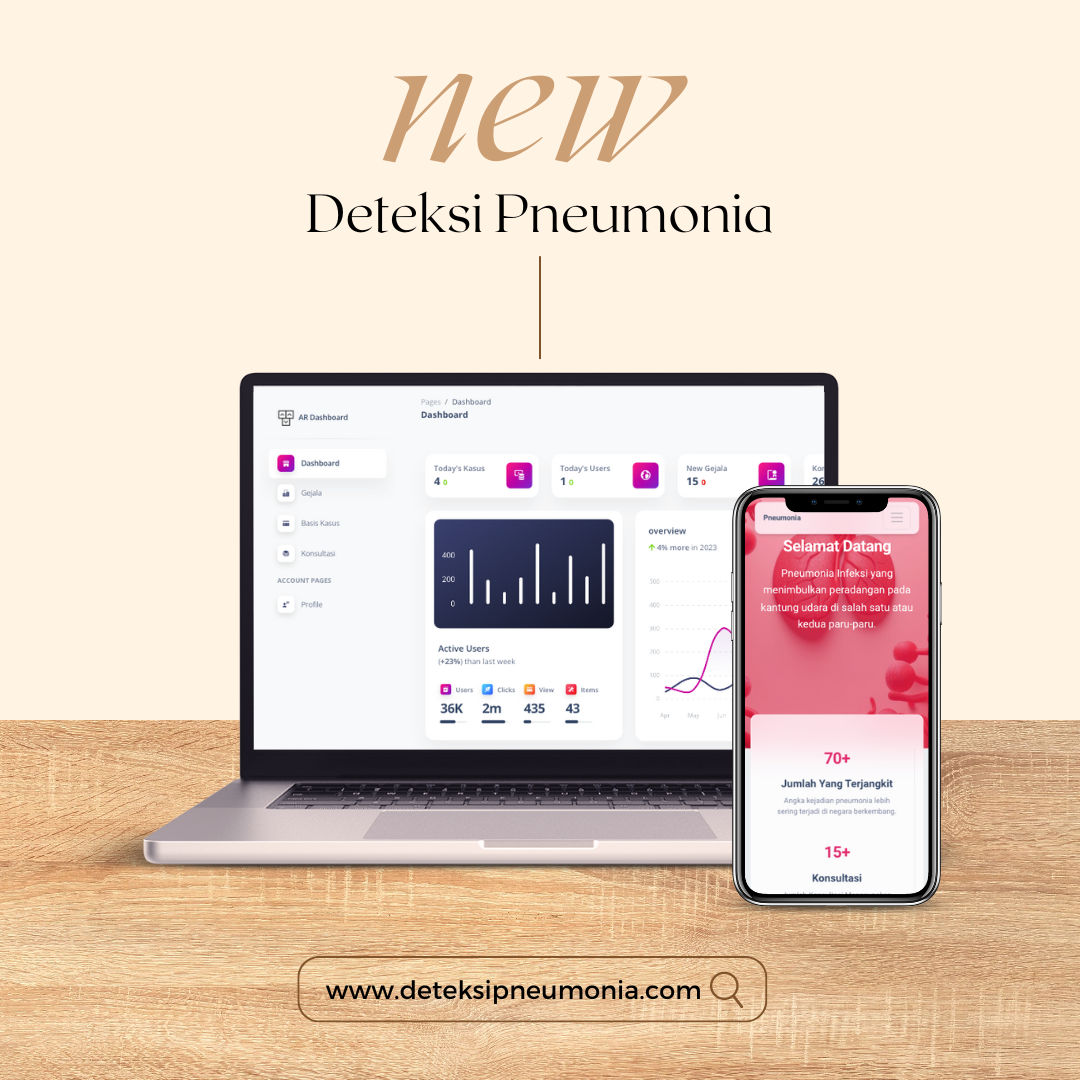 new
Deteksi Pneumonia
AR Dashboard
Dashboard
Gejala
Basis Kasus
Konsultasi
ACCOUNT PAGES
Profile
Pages / Dashboard
Dashboard
Today's Kasus
4 0
Today's Users
1 0
New Gejala
15 0
26
400
200
0
Active Users
(+23%) than last week
Users
36K
Clicks
2m
View
435
Items
43
overview
4% more in 2023
500
400
300
200
100
0
Apr May Jun
Pneumonia
Selamat Datang
Pneumonia Infeksi yang
menimbulkan peradangan pada
kantung udara di salah satu atau
kedua paru-paru.
70+
Jumlah Yang Terjangkit
Angka kejadian pneumonia lebih
sering terjadi di negara berkembang.
15+
Konsultasi
www.deteksipneumonia.com